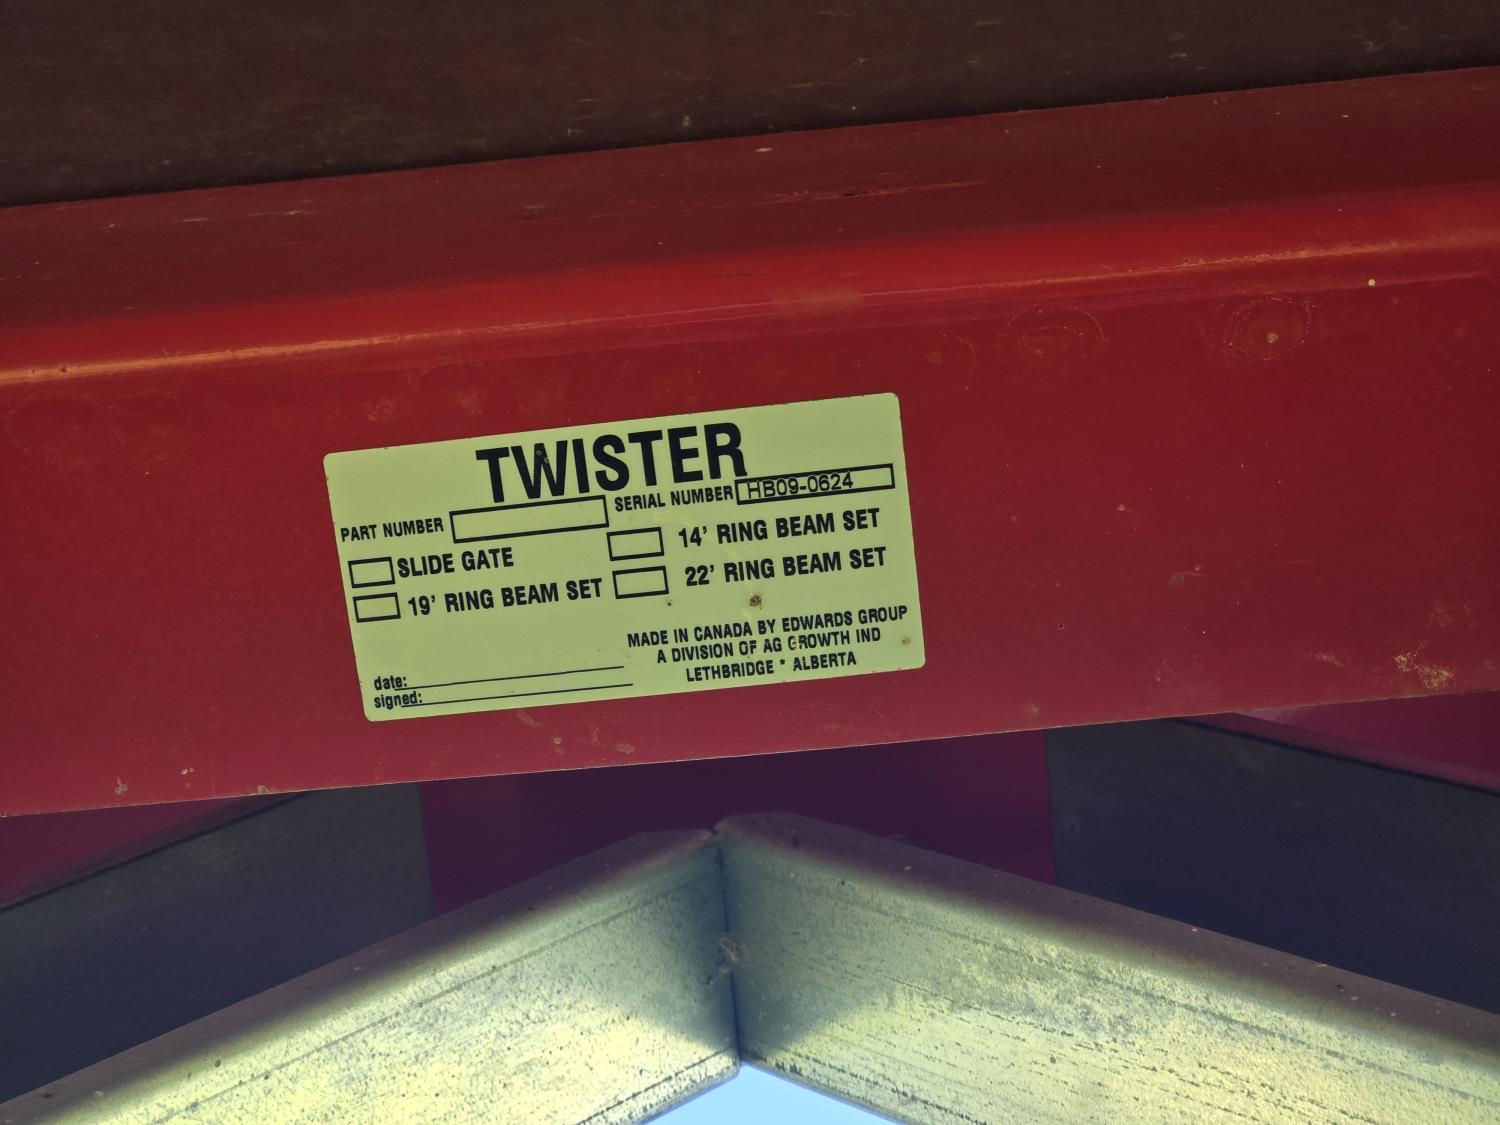 TWISTER
PART NUMBER SERIAL NUMBER HB09-0624
SLIDE GATE 14' RING BEAM SET
19' RING BEAM SET 22' RING BEAM SET
MADE IN CANADA BY EDWARDS GROUP
A DIVISION OF AG GROWTH IND
LETHBRIDGE * ALBERTA
date:
signed: